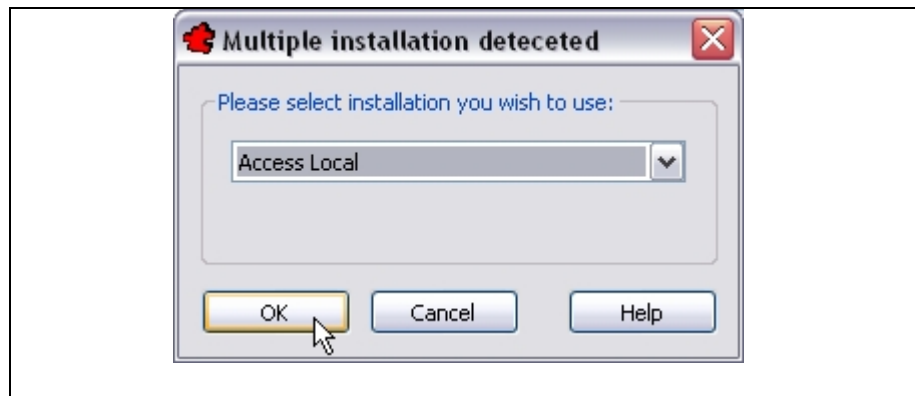 Multiple installation deteceted
Please select installation you wish to use:
Access Local
OK
Cancel
Help